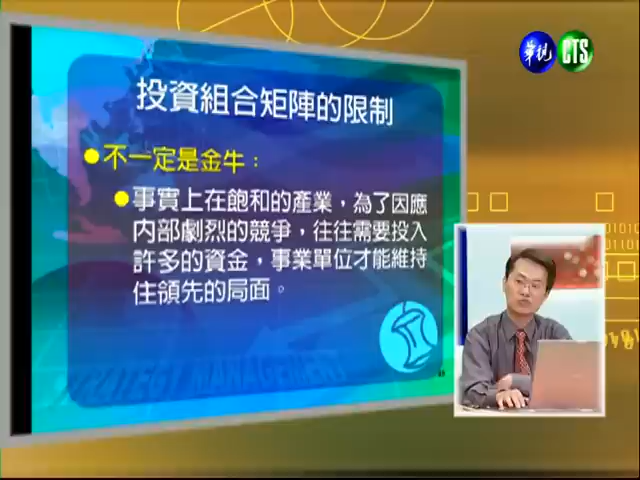 華視 CTS
投資組合矩陣的限制
●不一定是金牛：
●事實上在飽和的產業，為了因應
內部劇烈的競爭，往往需要投入
許多的資金，事業單位才能維持
住領先的局面。
STRATEGY MANAGEMENT